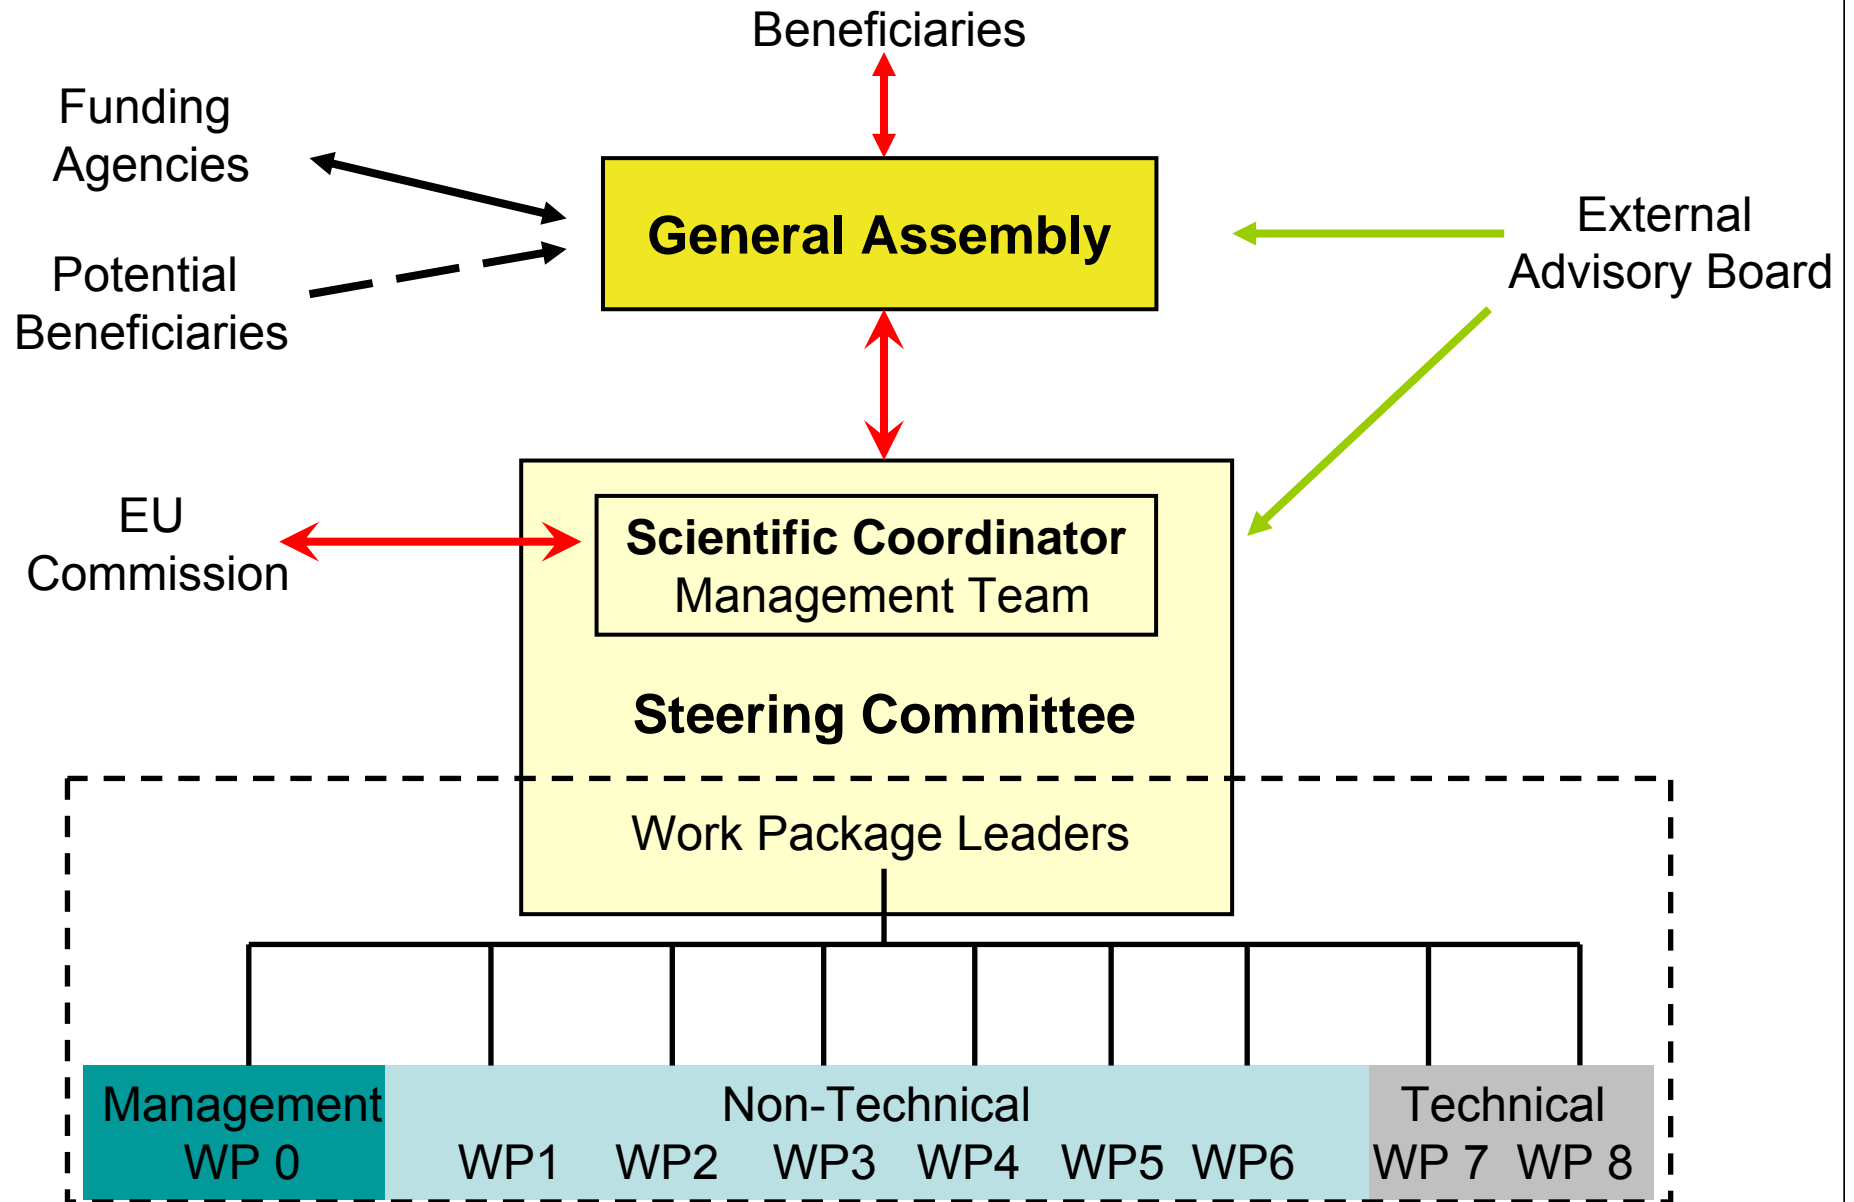 Beneficiaries
Funding
Agencies
Potential
Beneficiaries
General Assembly
External
Advisory Board
EU
Commission
Scientific Coordinator
Management Team
Steering Committee
Work Package Leaders
Management
WP 0
Non-Technical
WP1 WP2 WP3 WP4 WP5 WP6
Technical
WP 7 WP 8